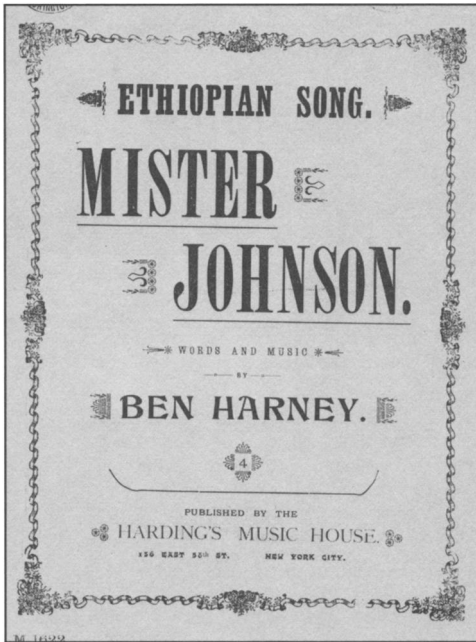 ETHIOPIAN SONG.
MISTER
JOHNSON.
WORDS AND MUSIC
BY
BEN HARNEY.
4
PUBLISHED BY THE
HARDING'S MUSIC HOUSE.
NEW YORK CITY.